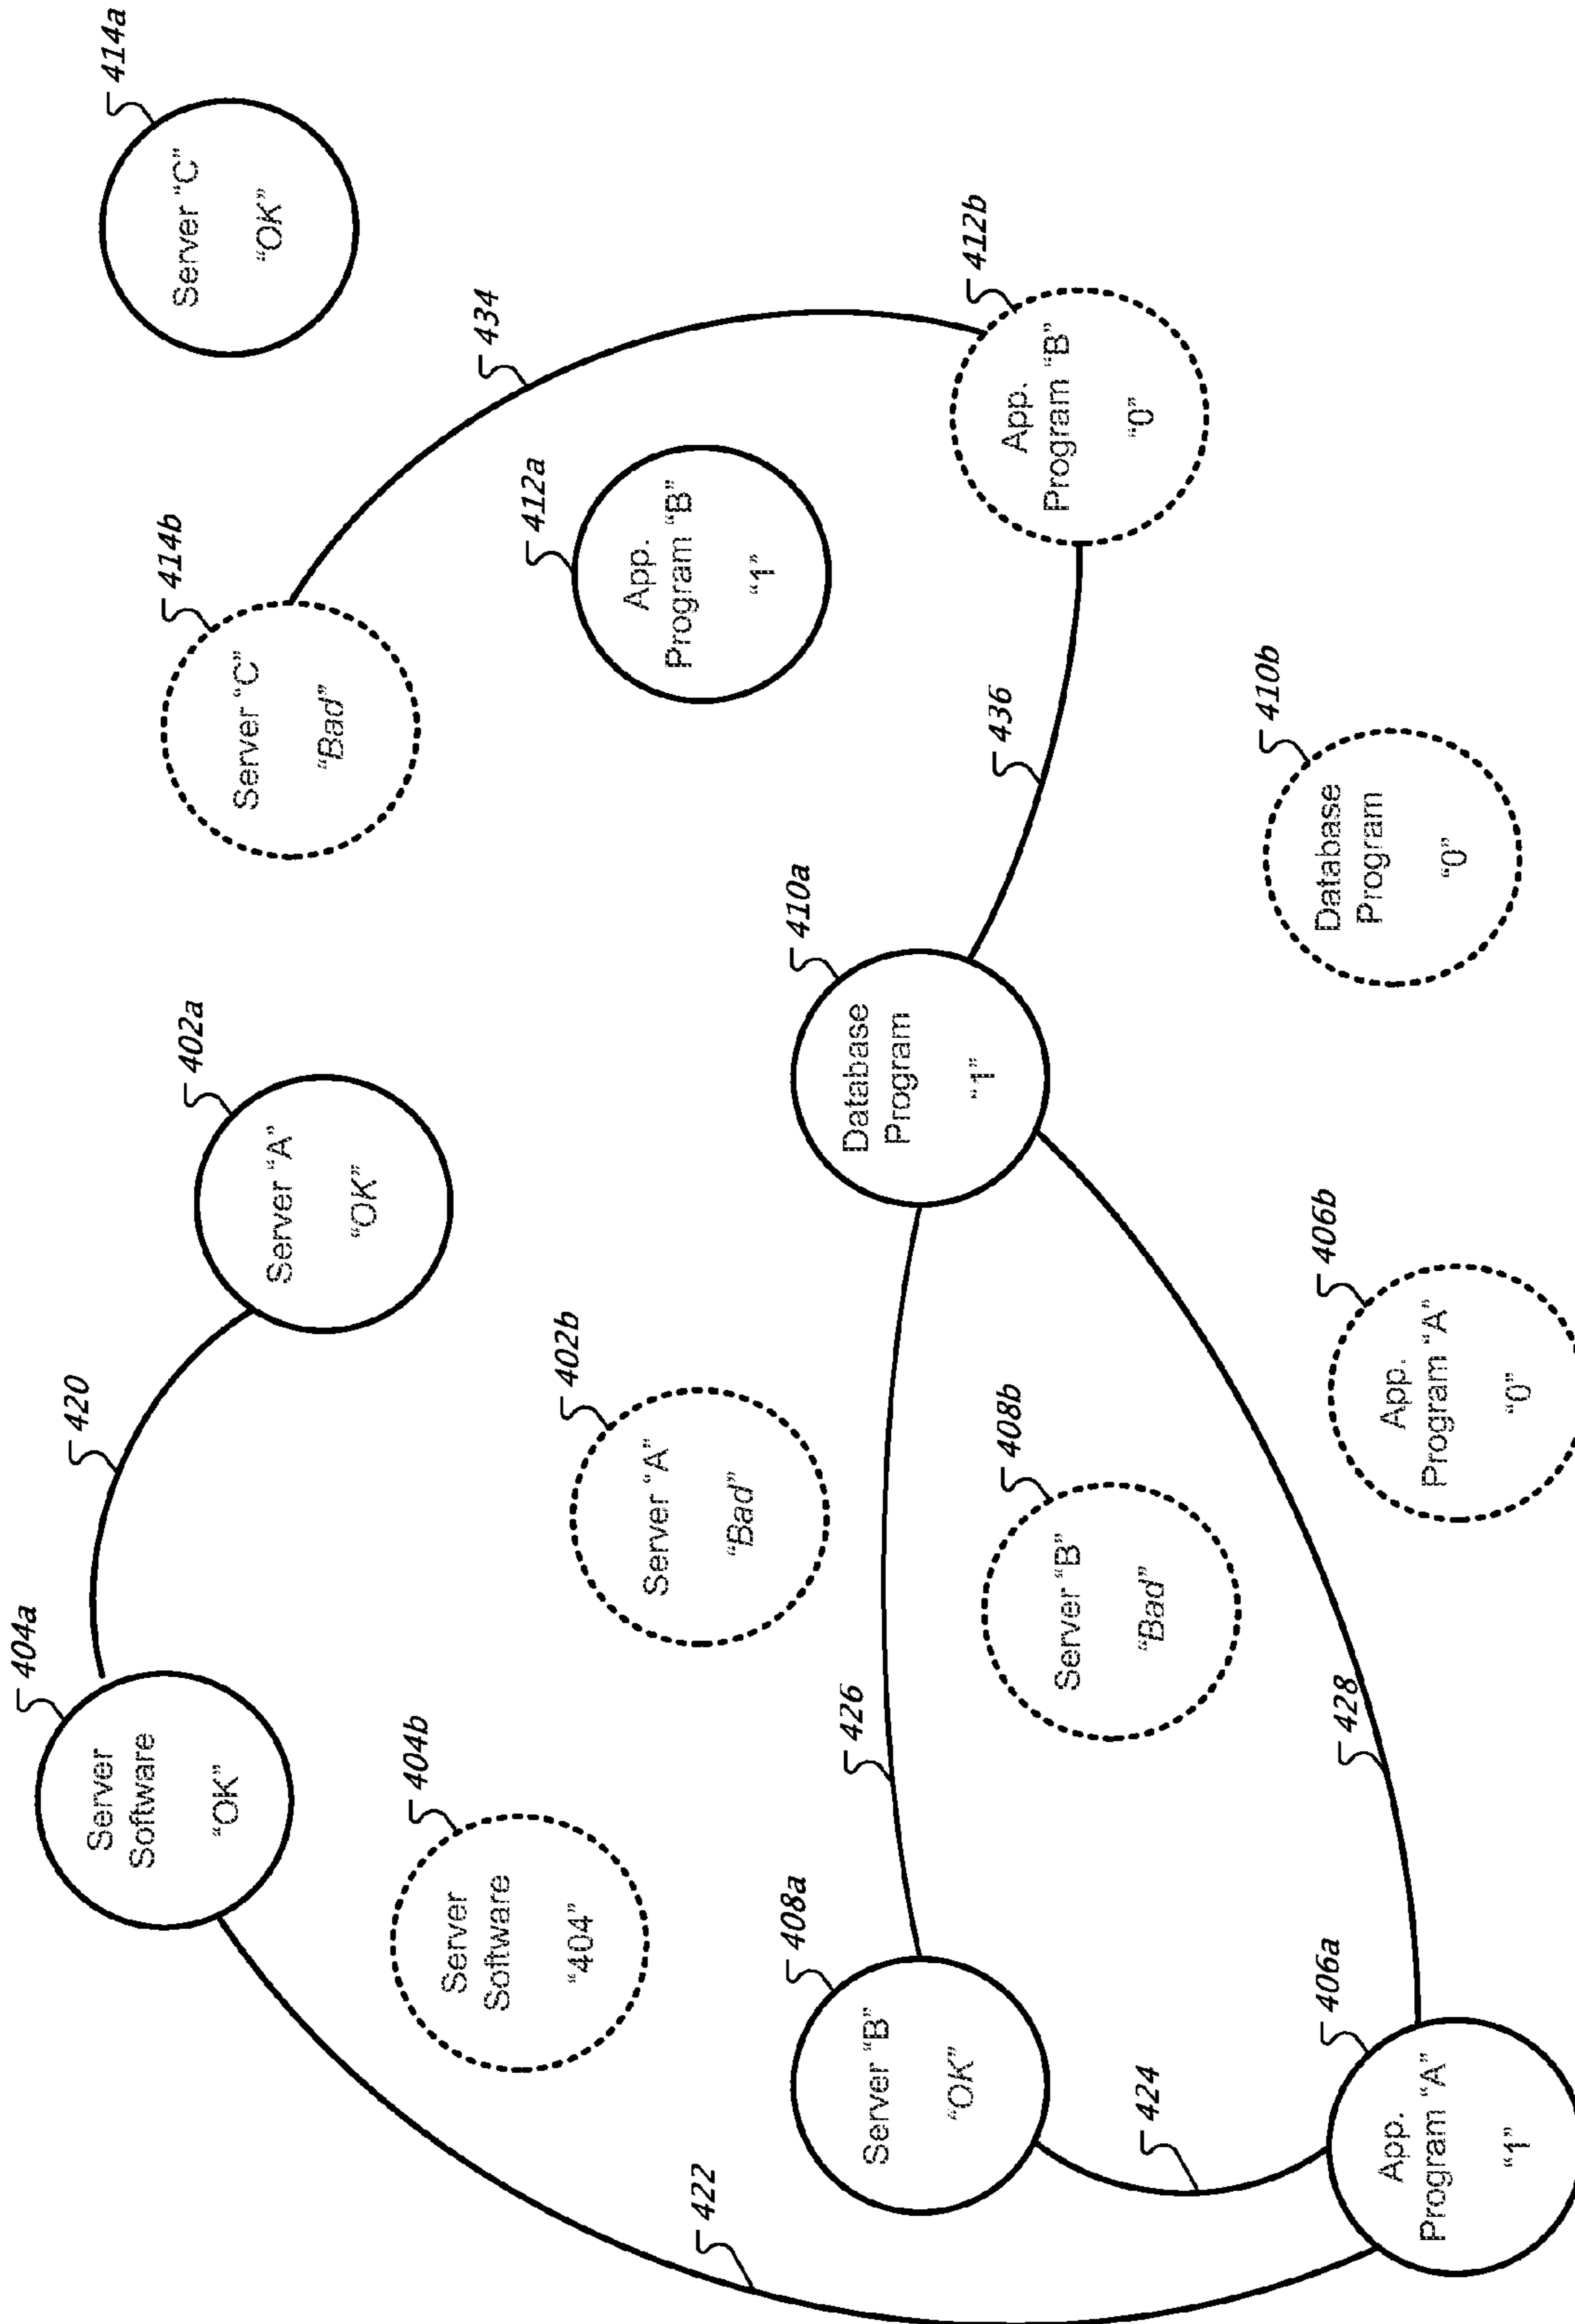 404a
Server
Software
"OK"
420
402a
Server "A"
"OK"
414b
Server "C"
"Bad"
414a
Server "C"
"OK"
434
404b
Server
Software
"404"
402b
Server "A"
"Bad"
412a
App.
Program "B"
"1"
422
408a
Server "B"
"OK"
426
410a
Database
Program
"1"
436
412b
App.
Program "B"
"0"
408b
Server "B"
"Bad"
424
428
406a
App.
Program "A"
"1"
406b
App.
Program "A"
"0"
410b
Database
Program
"0"